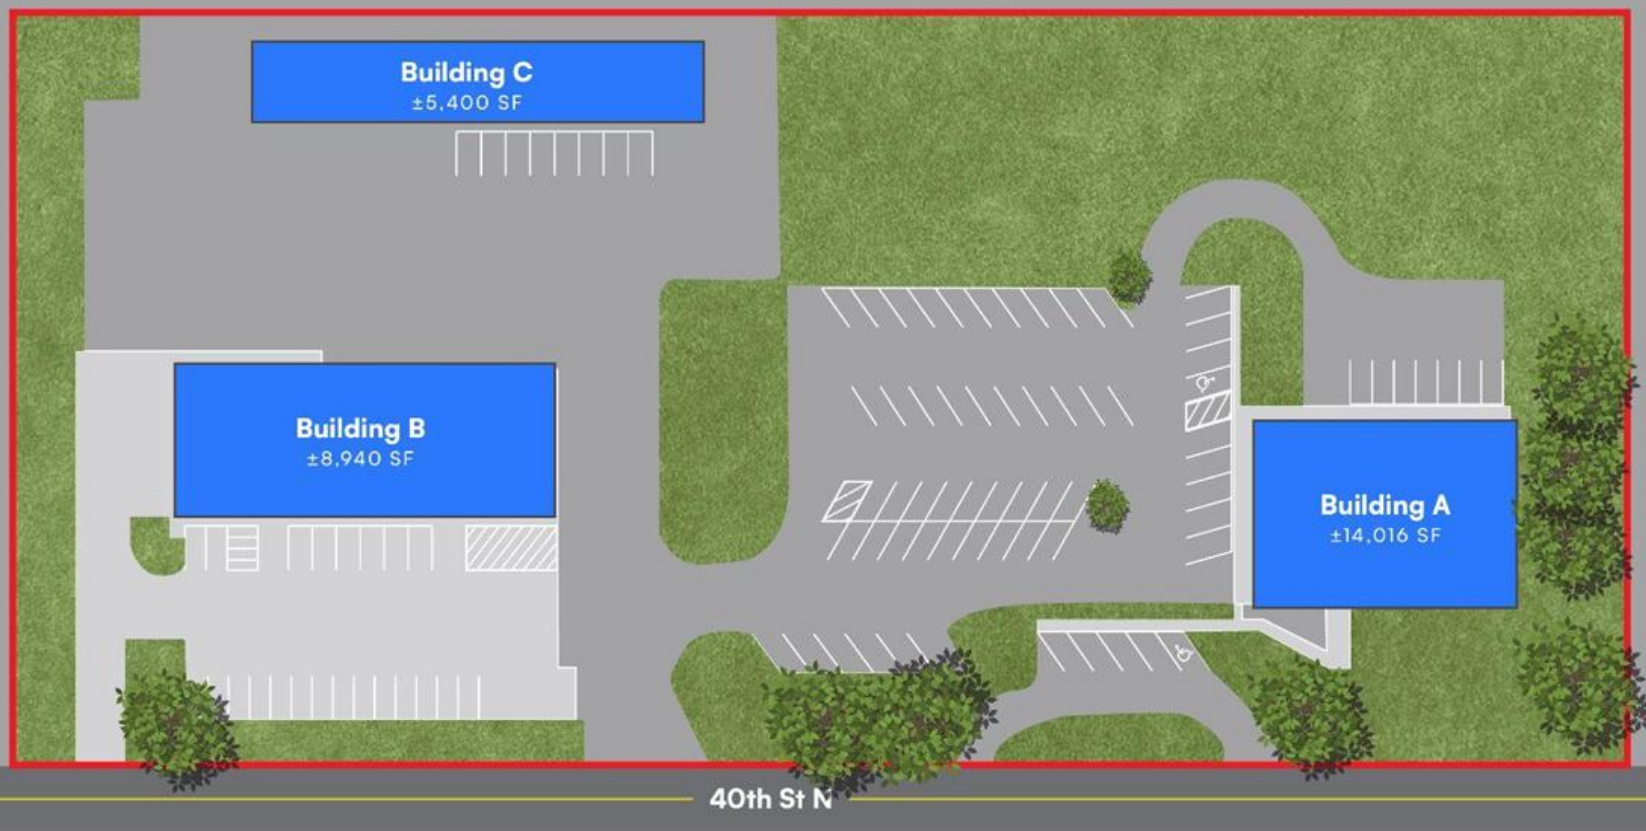 Building C
±5,400 SF
Building B
±8,940 SF
Building A
±14,016 SF
40th St N